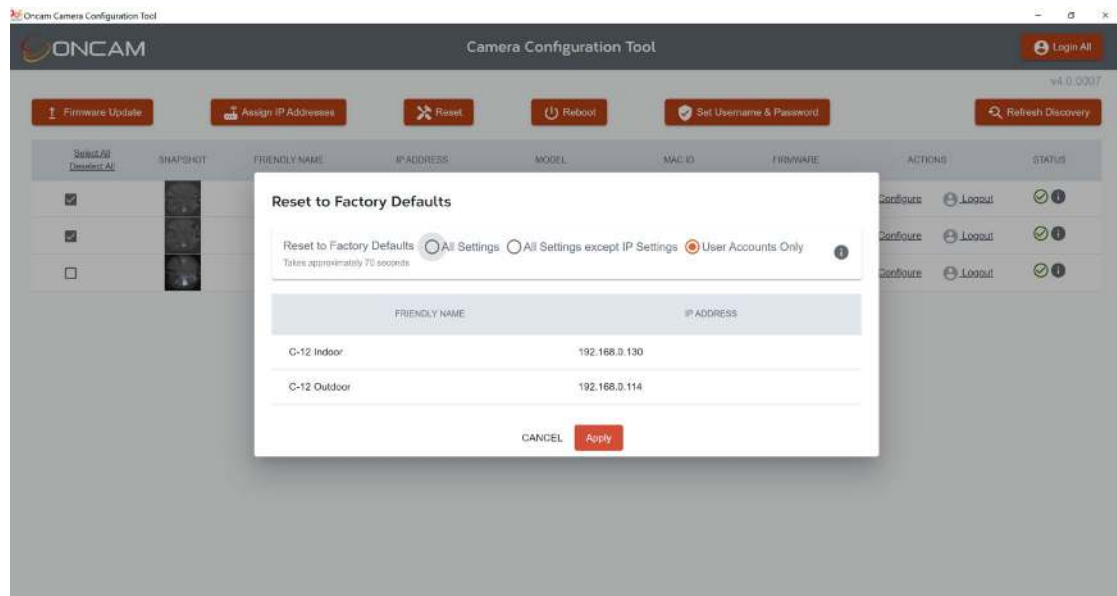 Oncam Camera Configuration Tool
ONCAM
Camera Configuration Tool
Login All
v4.0.0007
Firmware Update
Assign IP Addresses
Reset
Reboot
Set Username & Password
Refresh Discovery
Select All
Deselect All
SNAPSHOT
FRIENDLY NAME
IP ADDRESS
MODEL
MAC ID
FIRMWARE
ACTIONS
STATUS
Configure
Logout
Configure
Logout
Configure
Logout
Reset to Factory Defaults
Reset to Factory Defaults All Settings All Settings except IP Settings User Accounts Only
Takes approximately 70 seconds
FRIENDLY NAME IP ADDRESS
C-12 Indoor 192.168.0.130
C-12 Outdoor 192.168.0.114
CANCEL Apply